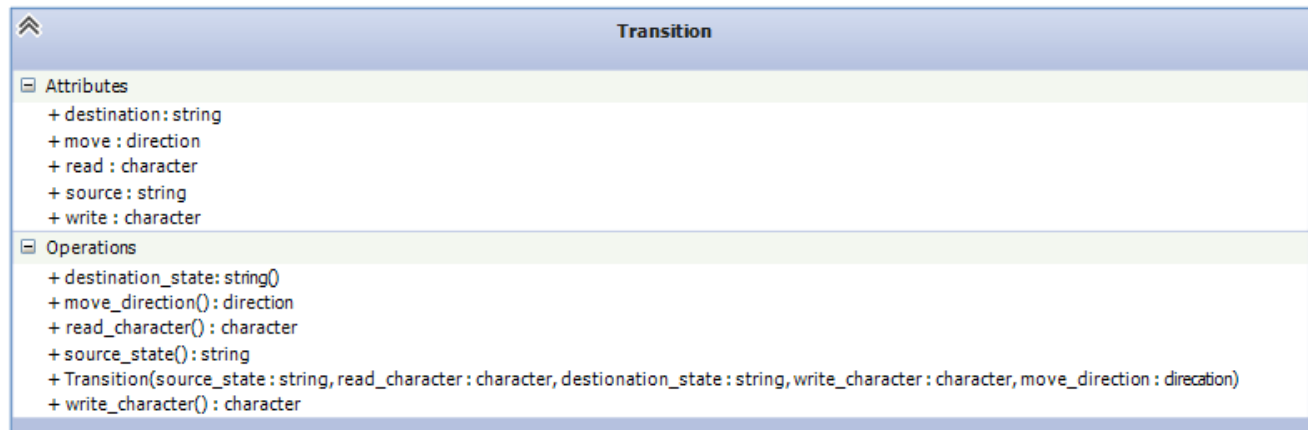 Transition
Attributes
+ destination: string
+ move : direction
+ read : character
+ source : string
+ write : character
Operations
+ destination_state: string()
+ move_direction() : direction
+ read_character() : character
+ source_state() : string
+ Transition(source_state : string, read_character : character, destionation_state : string, write_character : character, move_direction : direcation)
+ write_character() : character